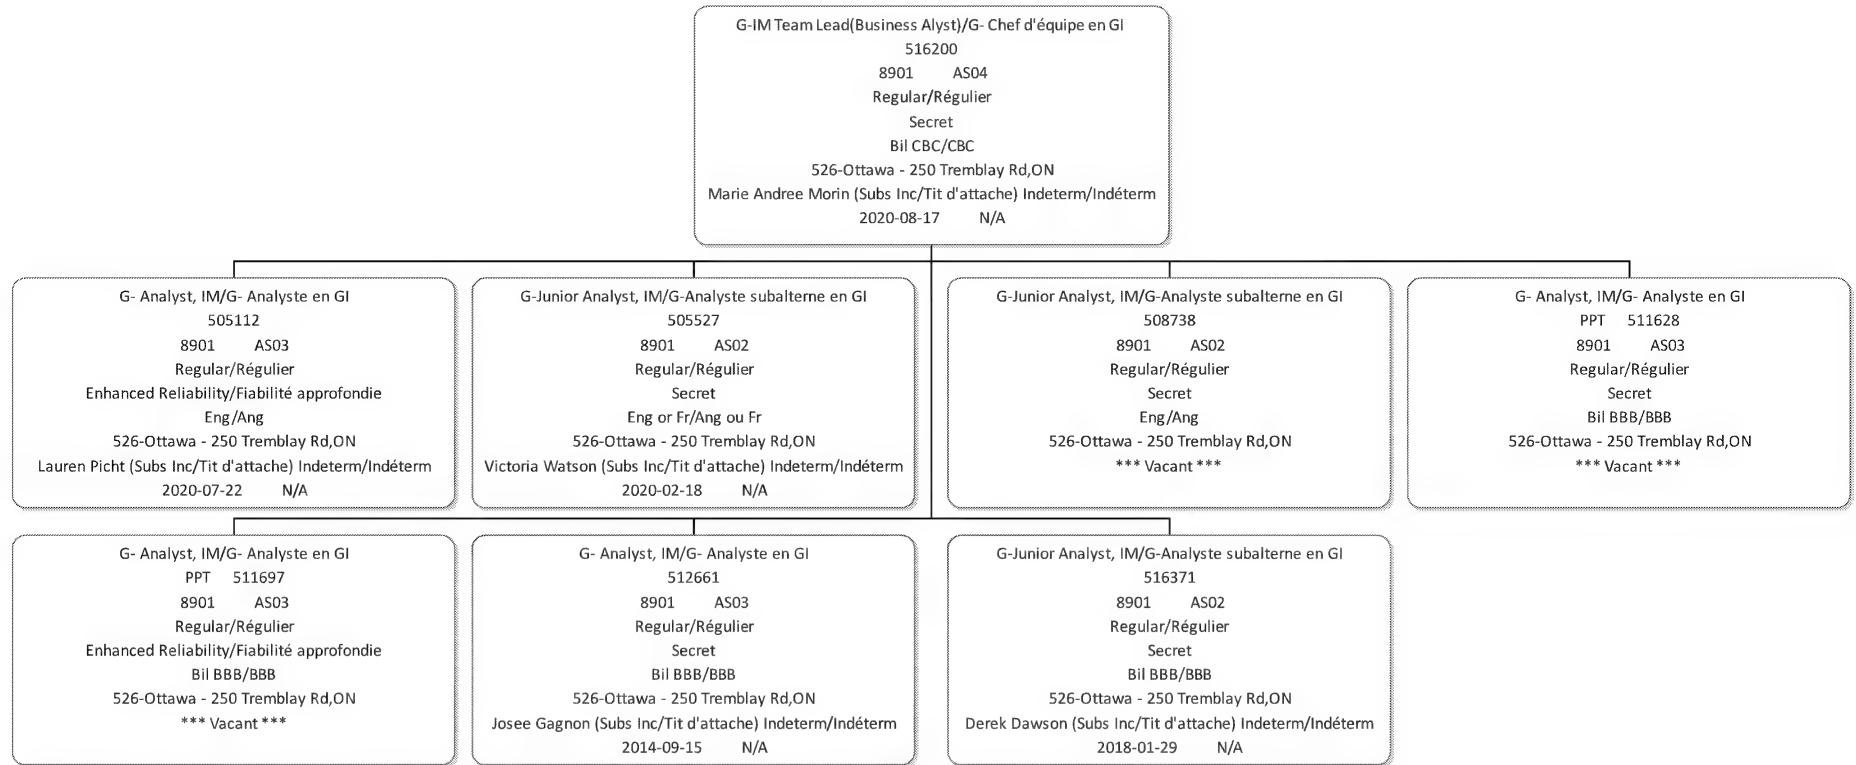 G-IM Team Lead(Business Alyst)/G- Chef d'équipe en GI
516200
8901 AS04
Regular/Régulier
Secret
Bil CBC/CBC
526-Ottawa - 250 Tremblay Rd,ON
Marie Andree Morin (Subs Inc/Tit d'attache) Indeterm/Indéterm
2020-08-17 N/A
G- Analyst, IM/G- Analyste en GI
505112
8901 AS03
Regular/Régulier
Enhanced Reliability/Fiabilité approfondie
Eng/Ang
526-Ottawa - 250 Tremblay Rd,ON
Lauren Picht (Subs Inc/Tit d'attache) Indeterm/Indéterm
2020-07-22 N/A
G-Junior Analyst, IM/G-Analyste subalterne en GI
505527
8901 AS02
Regular/Régulier
Secret
Eng or Fr/Ang ou Fr
526-Ottawa - 250 Tremblay Rd,ON
Victoria Watson (Subs Inc/Tit d'attache) Indeterm/Indéterm
2020-02-18 N/A
G-Junior Analyst, IM/G-Analyste subalterne en GI
508738
8901 AS02
Regular/Régulier
Secret
Eng/Ang
526-Ottawa - 250 Tremblay Rd,ON
*** Vacant ***
G- Analyst, IM/G- Analyste en GI
PPT 511628
8901 AS03
Regular/Régulier
Secret
Bil BBB/BBB
526-Ottawa - 250 Tremblay Rd,ON
*** Vacant ***
G- Analyst, IM/G- Analyste en GI
PPT 511697
8901 AS03
Regular/Régulier
Enhanced Reliability/Fiabilité approfondie
Bil BBB/BBB
526-Ottawa - 250 Tremblay Rd,ON
*** Vacant ***
G- Analyst, IM/G- Analyste en GI
512661
8901 AS03
Regular/Régulier
Secret
Bil BBB/BBB
526-Ottawa - 250 Tremblay Rd,ON
Josee Gagnon (Subs Inc/Tit d'attache) Indeterm/Indéterm
2014-09-15 N/A
G-Junior Analyst, IM/G-Analyste subalterne en GI
516371
8901 AS02
Regular/Régulier
Secret
Bil BBB/BBB
526-Ottawa - 250 Tremblay Rd,ON
Derek Dawson (Subs Inc/Tit d'attache) Indeterm/Indéterm
2018-01-29 N/A